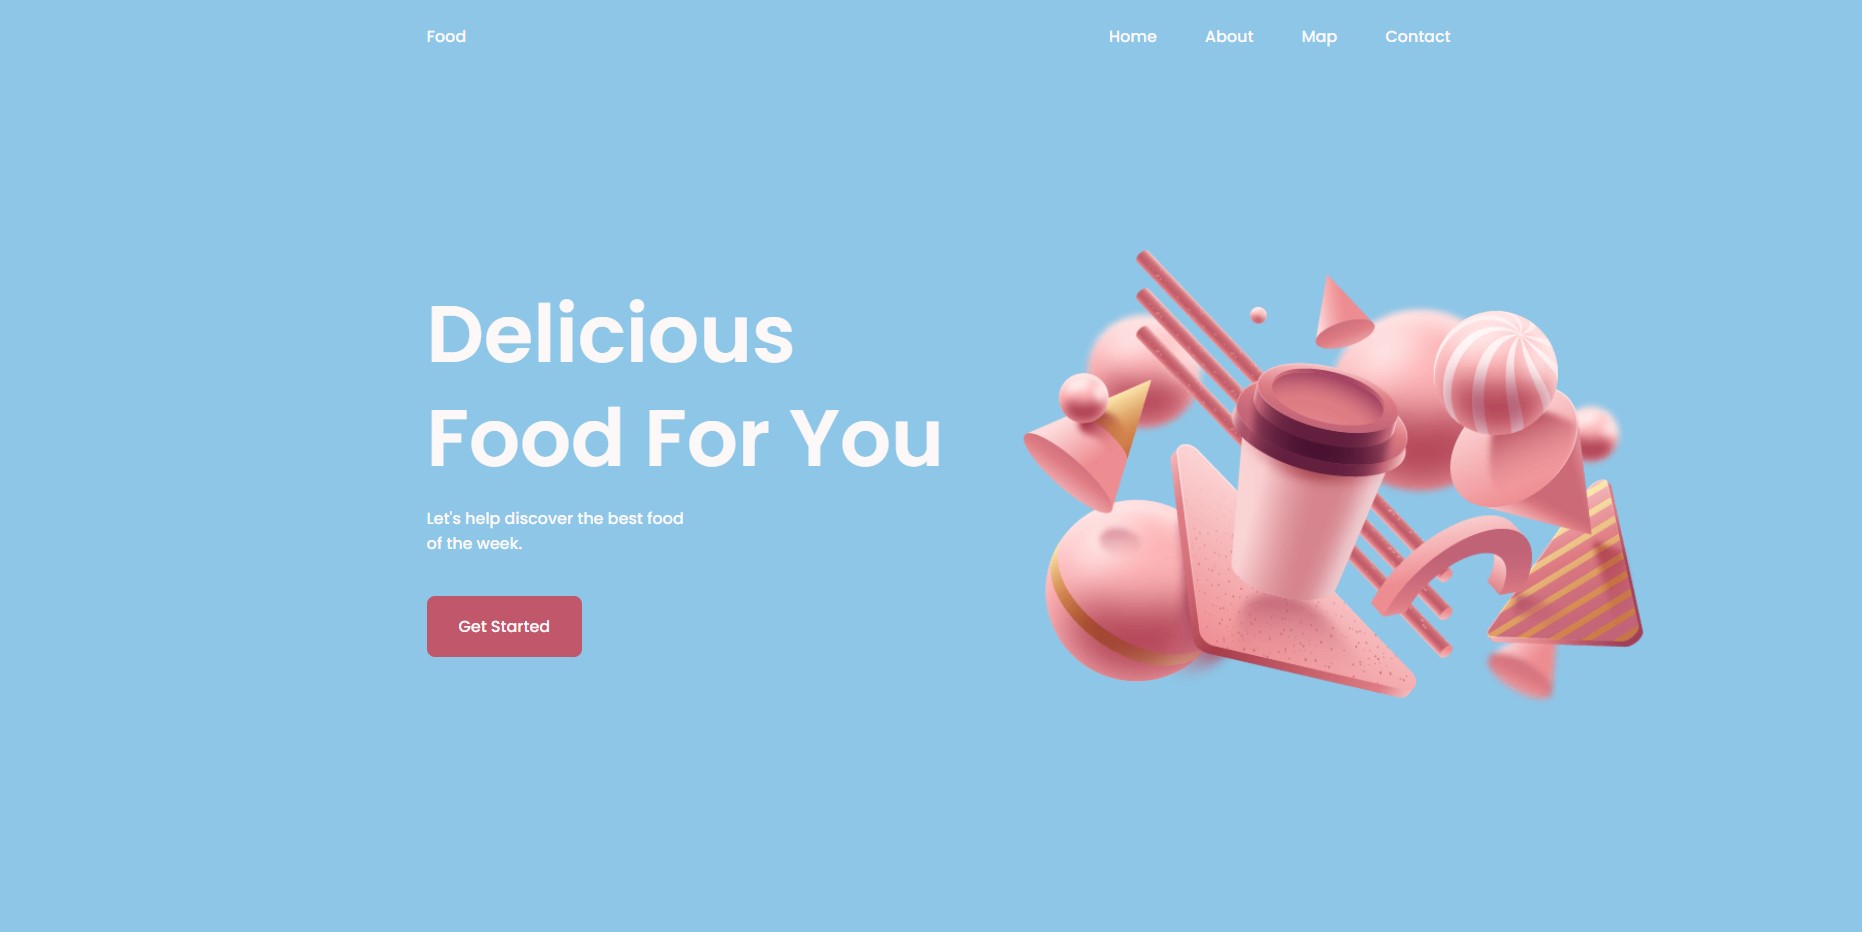 Food
Home About Map Contact
Delicious
Food For You
Let's help discover the best food
of the week.
Get Started